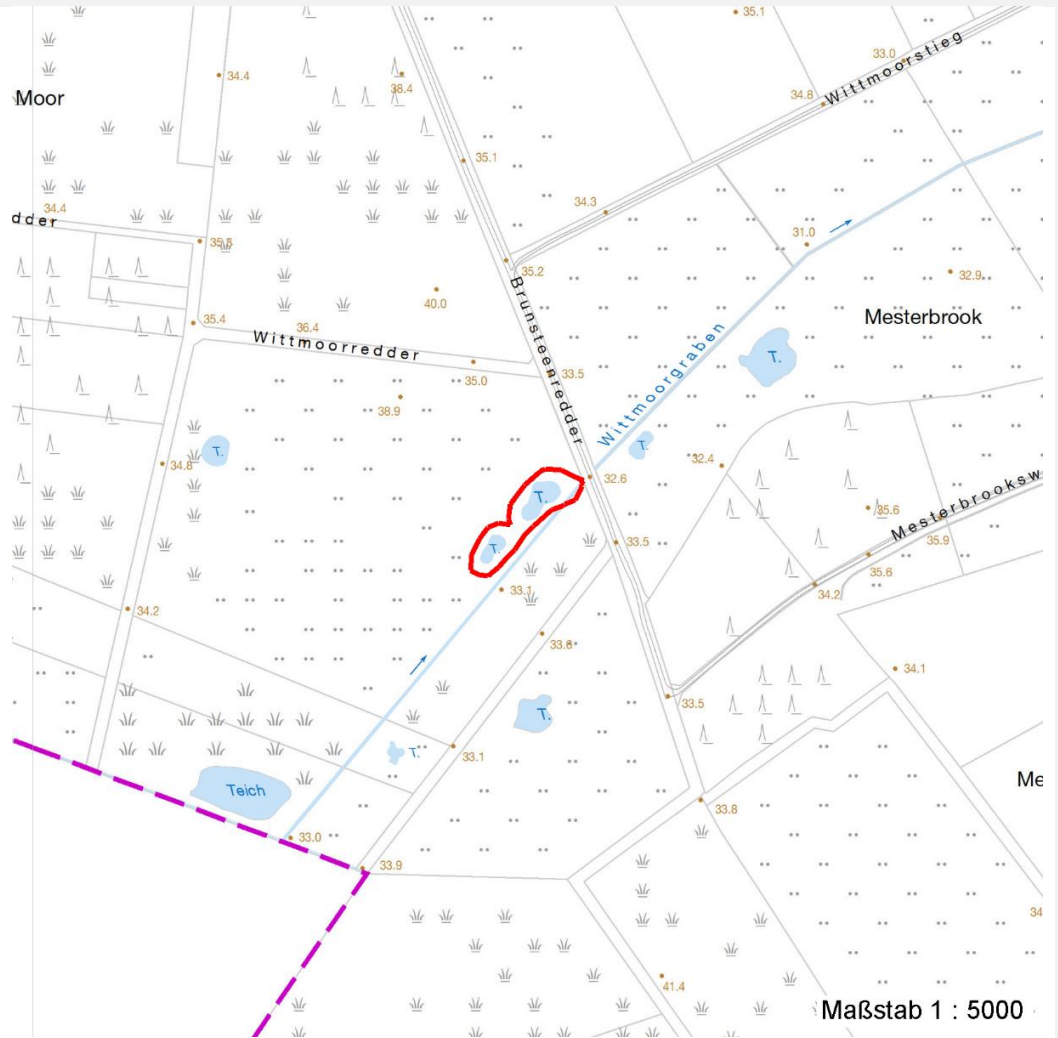 35.1
33.0
Wittmoorstieg
34.4
38.4
34.8
Moor
35.1
34.4
34.3
dder
35.3
31.0
35.2
32.9
40.0
Brunsteenredder
35.4
36.4
Mesterbrook
Wittmoorredder
T.
35.0
33.5
Wittmoorgraben
38.9
T.
T.
34.8
32.4
32.6
T.
35.6
Mesterbrooksw
33.5
35.9
T.
35.6
33.1
34.2
34.2
33.8
34.1
33.5
T.
33.1
T.
Me
Teich
33.8
33.0
33.9
34
41.4
Maßstab 1 : 5000